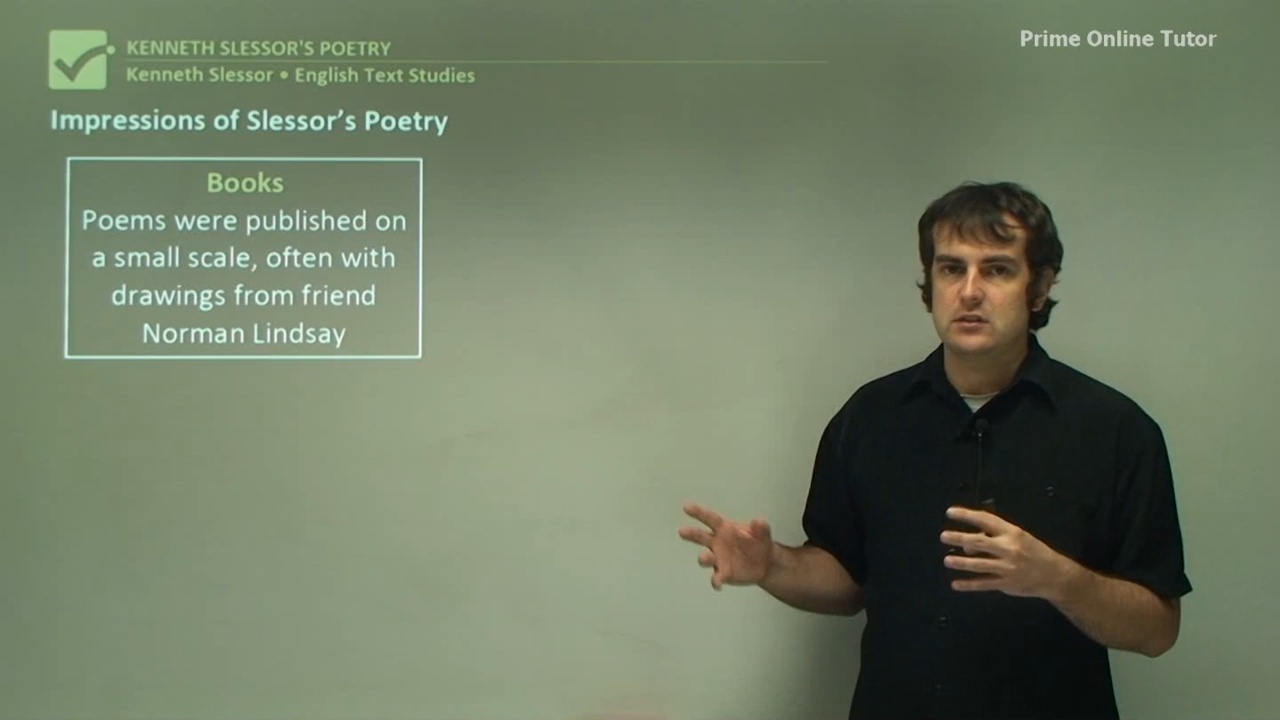 Prime Online Tutor
KENNETH SLESSOR'S POETRY
Kenneth Slessor • English Text Studies
Impressions of Slessor’s Poetry
Books
Poems were published on
a small scale, often with
drawings from friend
Norman Lindsay